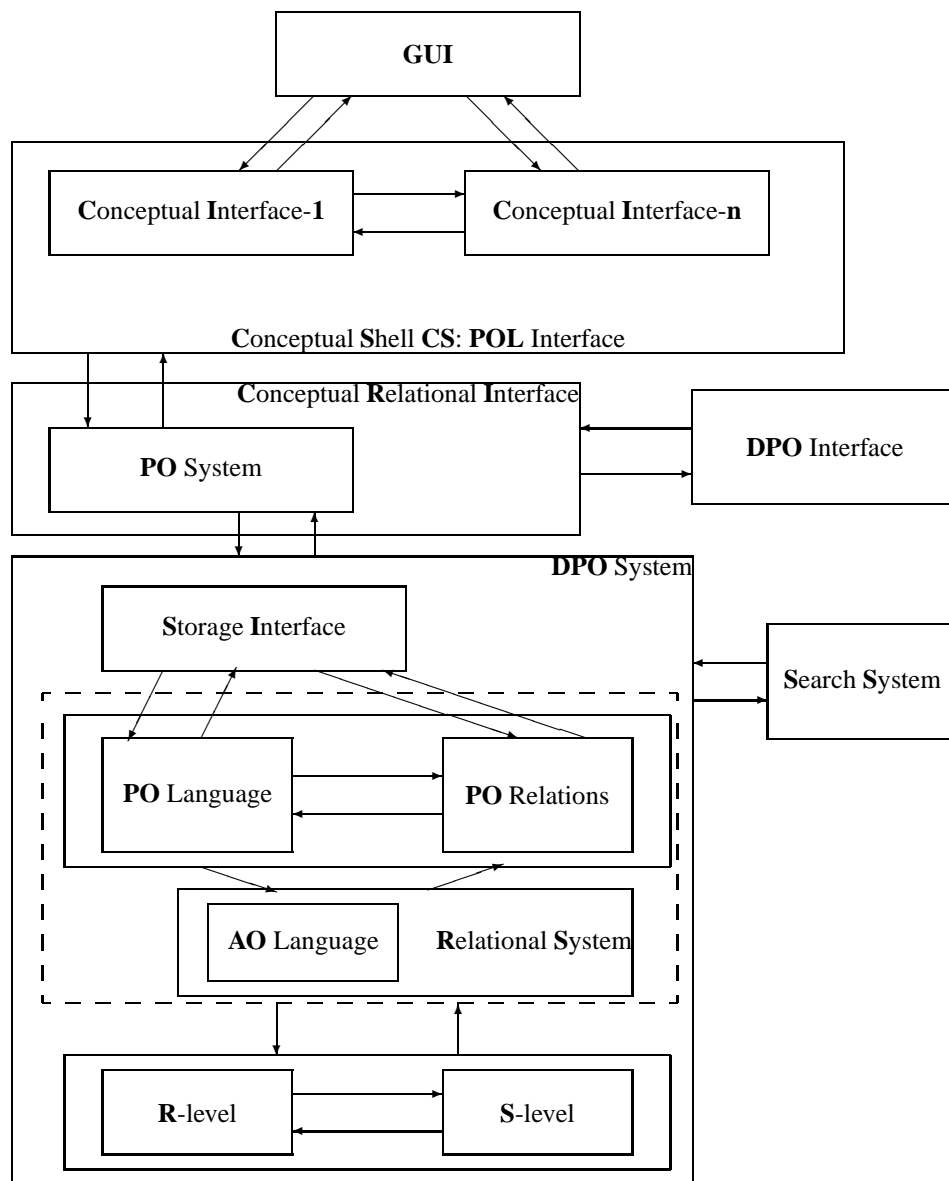 GUI
Conceptual Interface-1
Conceptual Interface-n
Conceptual Shell CS: POL Interface
Conceptual Relational Interface
PO System
DPO Interface
DPO System
Storage Interface
Search System
PO Language
PO Relations
AO Language
Relational System
R-level
S-level